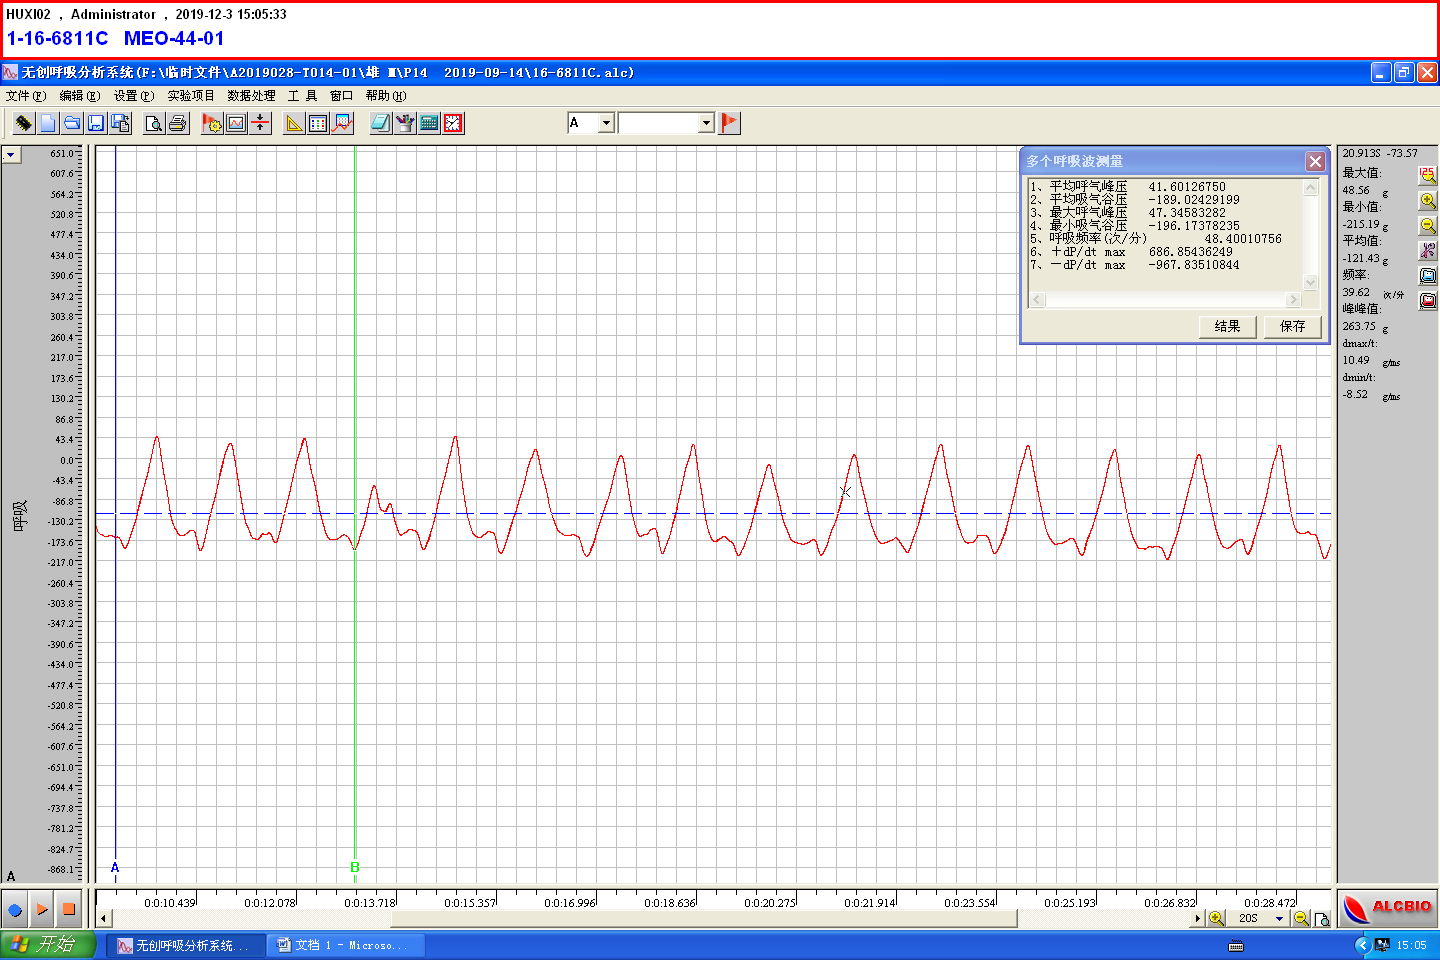 HUXI02 , Administrator , 2019-12-3 15:05:33
1-16-6811C MEO-44-01
无创呼吸分析系统(F:\临时文件\A2019028-T014-01\雄 M\P14 2019-09-14\16-6811C.alc)
文件(F) 编辑(E) 设置(P) 实验项目 数据处理 工 具 窗口 帮助(H)
A
651.0
607.6
564.2
520.8
477.4
434.0
390.6
347.2
303.8
260.4
217.0
173.6
130.2
86.8
43.4
0.0
-43.4
-86.8
-130.2
-173.6
-217.0
-260.4
-303.8
-347.2
-390.6
-434.0
-477.4
-520.8
-564.2
-607.6
-651.0
-694.4
-737.8
-781.2
-824.7
-868.1
呼吸
A
A
B
多个呼吸波测量
1、平均呼气峰压 41.60126750
2、平均吸气谷压 -189.02429199
3、最大呼气峰压 47.34583282
4、最小吸气谷压 -196.17378235
5、呼吸频率(次/分) 48.40010756
6、＋dP/dt max 686.85436249
7、－dP/dt max -967.83510844
结果 保存
20.913S -73.57
最大值:
48.56 g
最小值:
-215.19 g
平均值:
-121.43 g
频率:
39.62 次/分
峰峰值:
263.75 g
dmax/t:
10.49 g/ms
dmin/t:
-8.52 g/ms
125
0:0:10.439 0:0:12.078 0:0:13.718 0:0:15.357 0:0:16.996 0:0:18.636 0:0:20.275 0:0:21.914 0:0:23.554 0:0:25.193 0:0:26.832 0:0:28.472
20S
ALCBIO
开始 无创呼吸分析系统... 文档 1 - Microso... 15:05